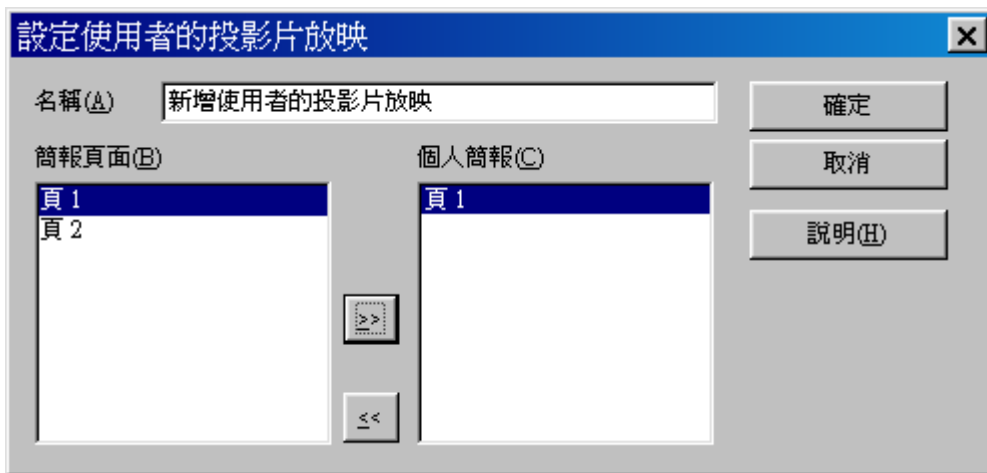 設定使用者的投影片放映
名稱(A) 新增使用者的投影片放映
確定
簡報頁面(B) 個人簡報(C)
取消
頁 1 頁 1
頁 2
說明(H)
>>
<<